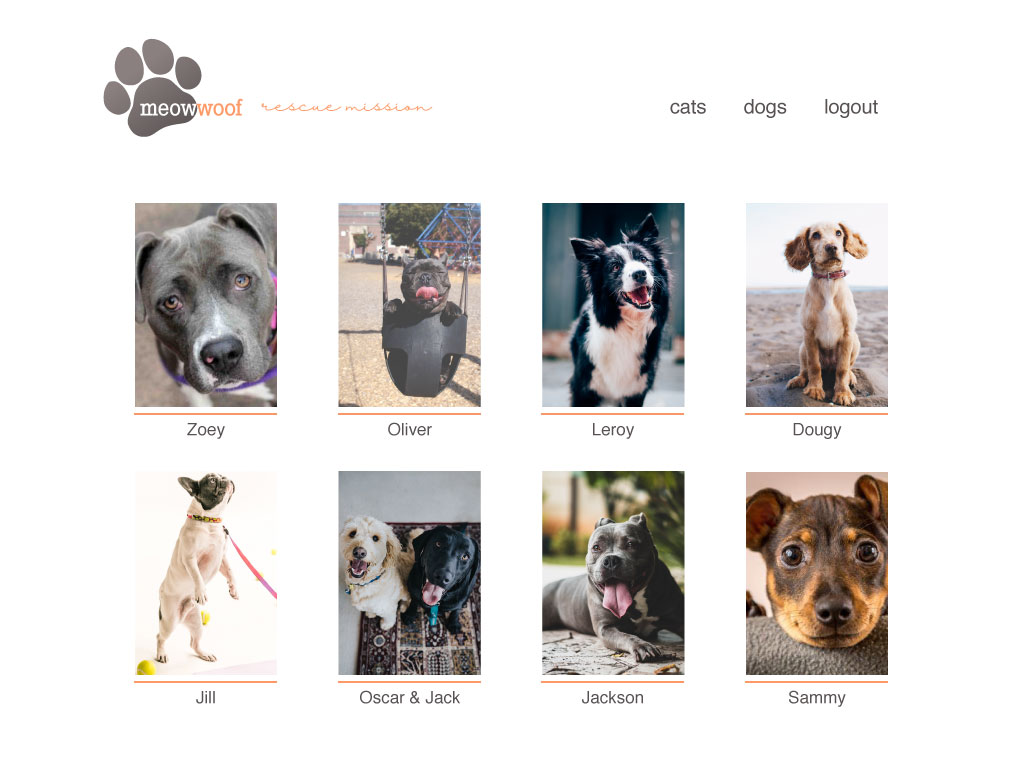 meowwoof rescue mission
cats dogs logout
Zoey Oliver Leroy Dougy
Jill Oscar & Jack Jackson Sammy